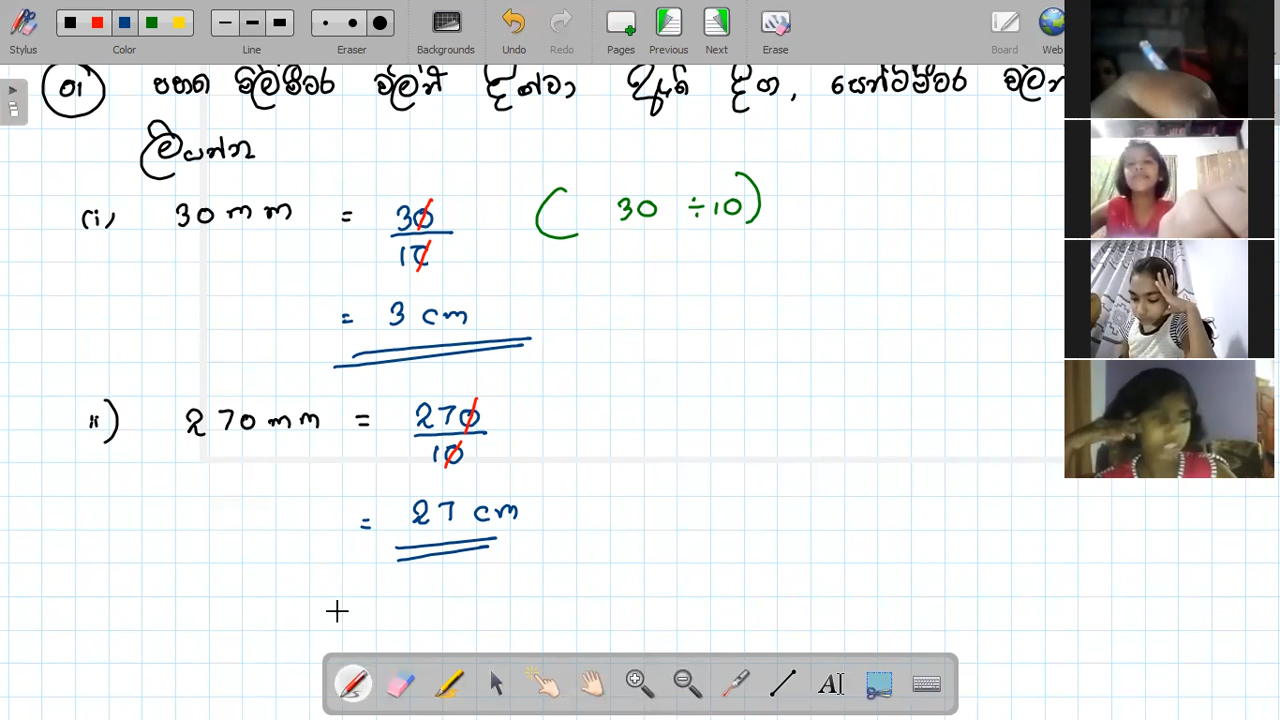 Stylus Color Line Eraser Backgrounds Undo Redo Pages Previous Next Erase Board Web
01 පහත මිලිමීටර වලින් දක්වා ඇති දිග, සෙන්ටිමීටර වලින්
ලියන්න
(i) 30 mm = 30/10 ( 30 ÷10)
= 3 cm
ii) 270 mm = 270/10
= 27 cm